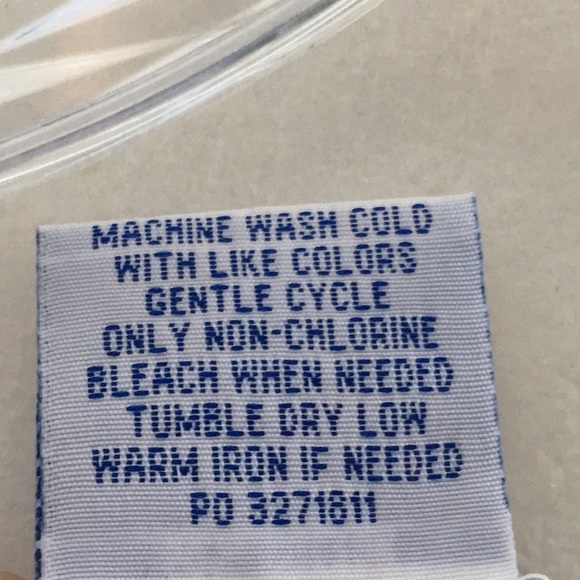 MACHINE WASH COLD
WITH LIKE COLORS
GENTLE CYCLE
ONLY NON-CHLORINE
BLEACH WHEN NEEDED
TUMBLE DRY LOW
WARM IRON IF NEEDED
PO 3271811